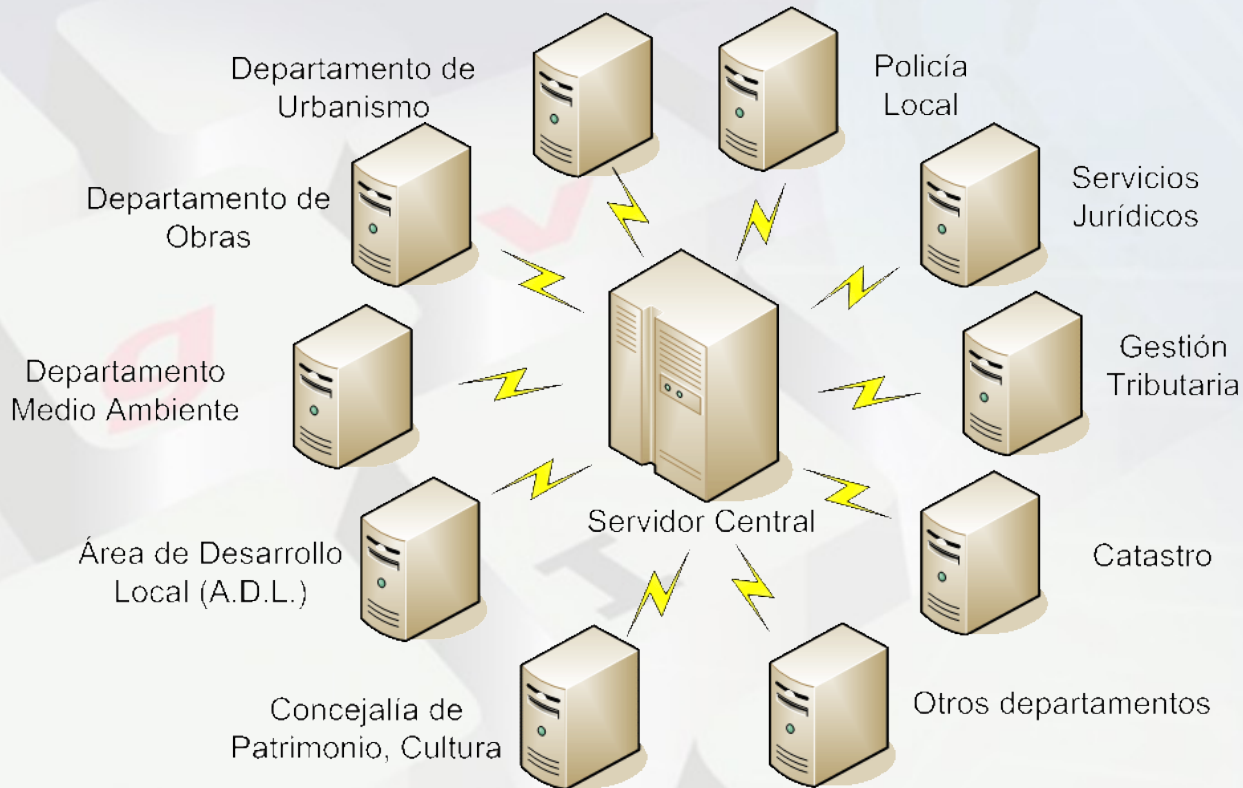 Departamento de
Urbanismo
Policía
Local
Departamento de
Obras
Servicios
Jurídicos
Departamento
Medio Ambiente
Gestión
Tributaria
Servidor Central
Área de Desarrollo
Local (A.D.L.)
Catastro
Concejalía de
Patrimonio, Cultura
Otros departamentos